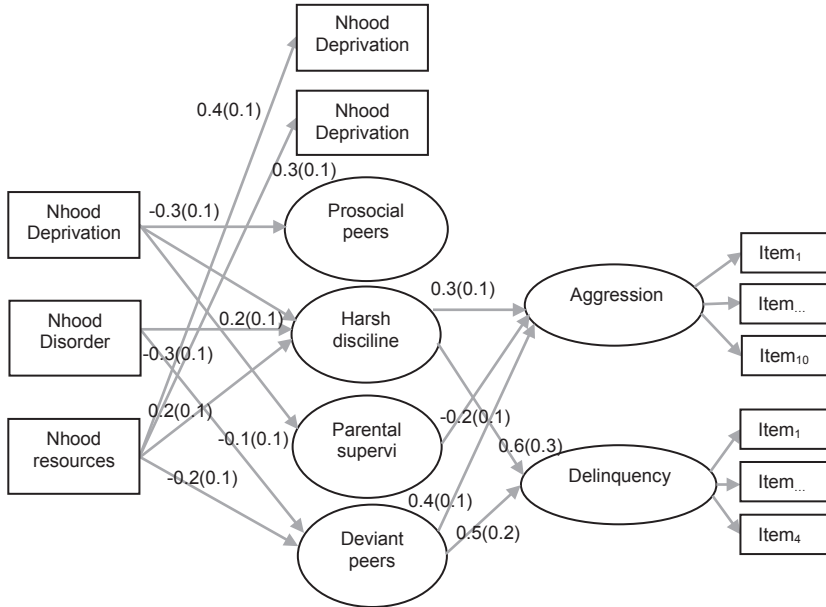 Nhood
Deprivation
0.4(0.1)
Nhood
Deprivation
0.3(0.1)
Nhood
Deprivation
-0.3(0.1)
Prosocial
peers
Item1
0.3(0.1)
Aggression
Item...
Nhood
Disorder
0.2(0.1)
Harsh
disciline
-0.3(0.1)
Item10
0.2(0.1)
-0.2(0.1)
Item1
Nhood
resources
-0.1(0.1)
Parental
supervi
0.6(0.3)
Delinquency
-0.2(0.1)
Item...
0.4(0.1)
0.5(0.2)
Item4
Deviant
peers